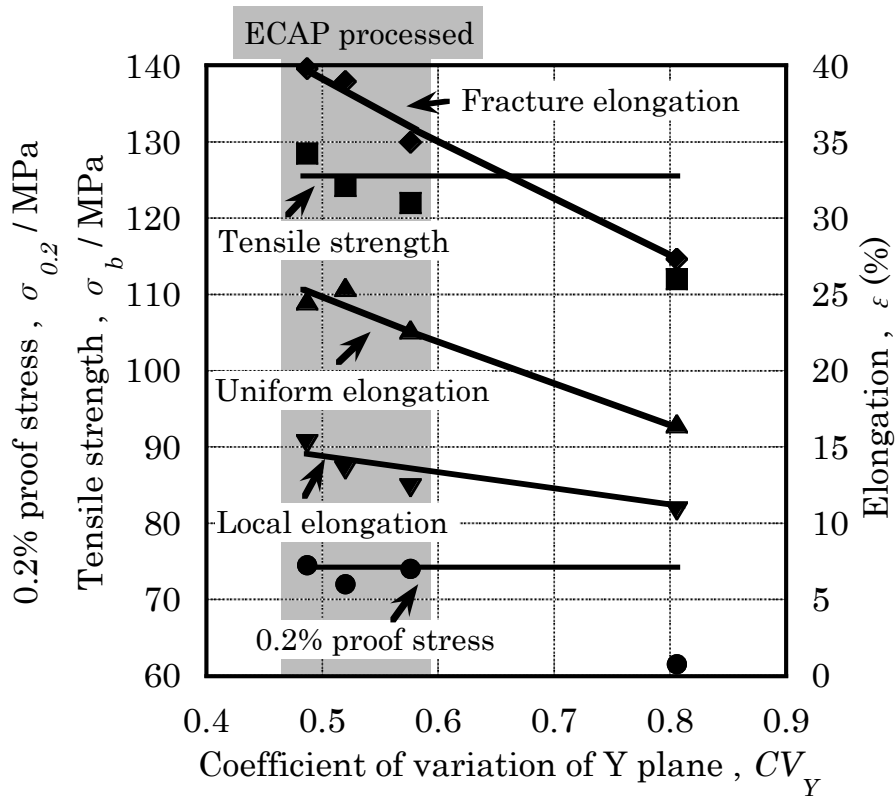 ECAP processed
0.2% proof stress , σ0.2 / MPa
Tensile strength , σb / MPa
140
130
120
110
100
90
80
70
60
Fracture elongation
Tensile strength
Uniform elongation
Local elongation
0.2% proof stress
40
35
30
25
20
15
10
5
0
Elongation , ε (%)
0.4 0.5 0.6 0.7 0.8 0.9
Coefficient of variation of Y plane , CVY